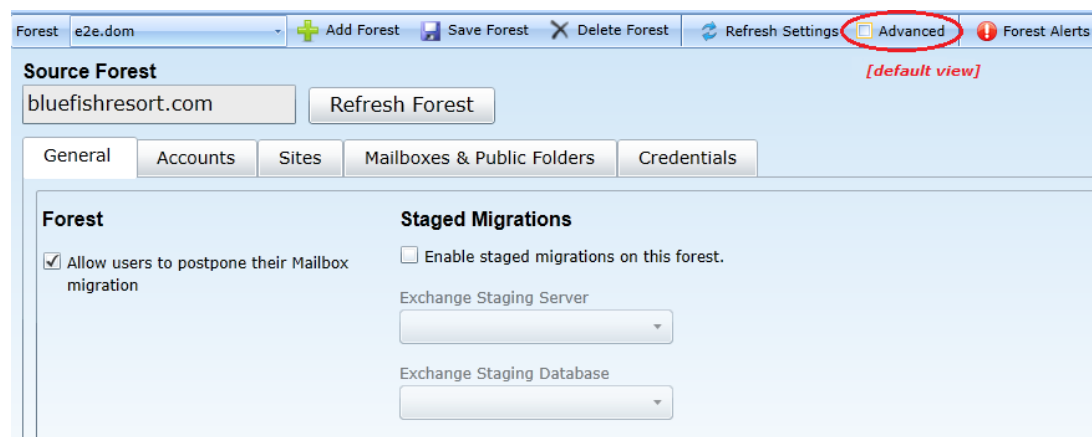 Forest e2e.dom Add Forest Save Forest Delete Forest Refresh Settings Advanced Forest Alerts
Source Forest [default view]
bluefishresort.com Refresh Forest
General Accounts Sites Mailboxes & Public Folders Credentials
Forest Staged Migrations
Allow users to postpone their Mailbox Enable staged migrations on this forest.
migration
Exchange Staging Server
Exchange Staging Database